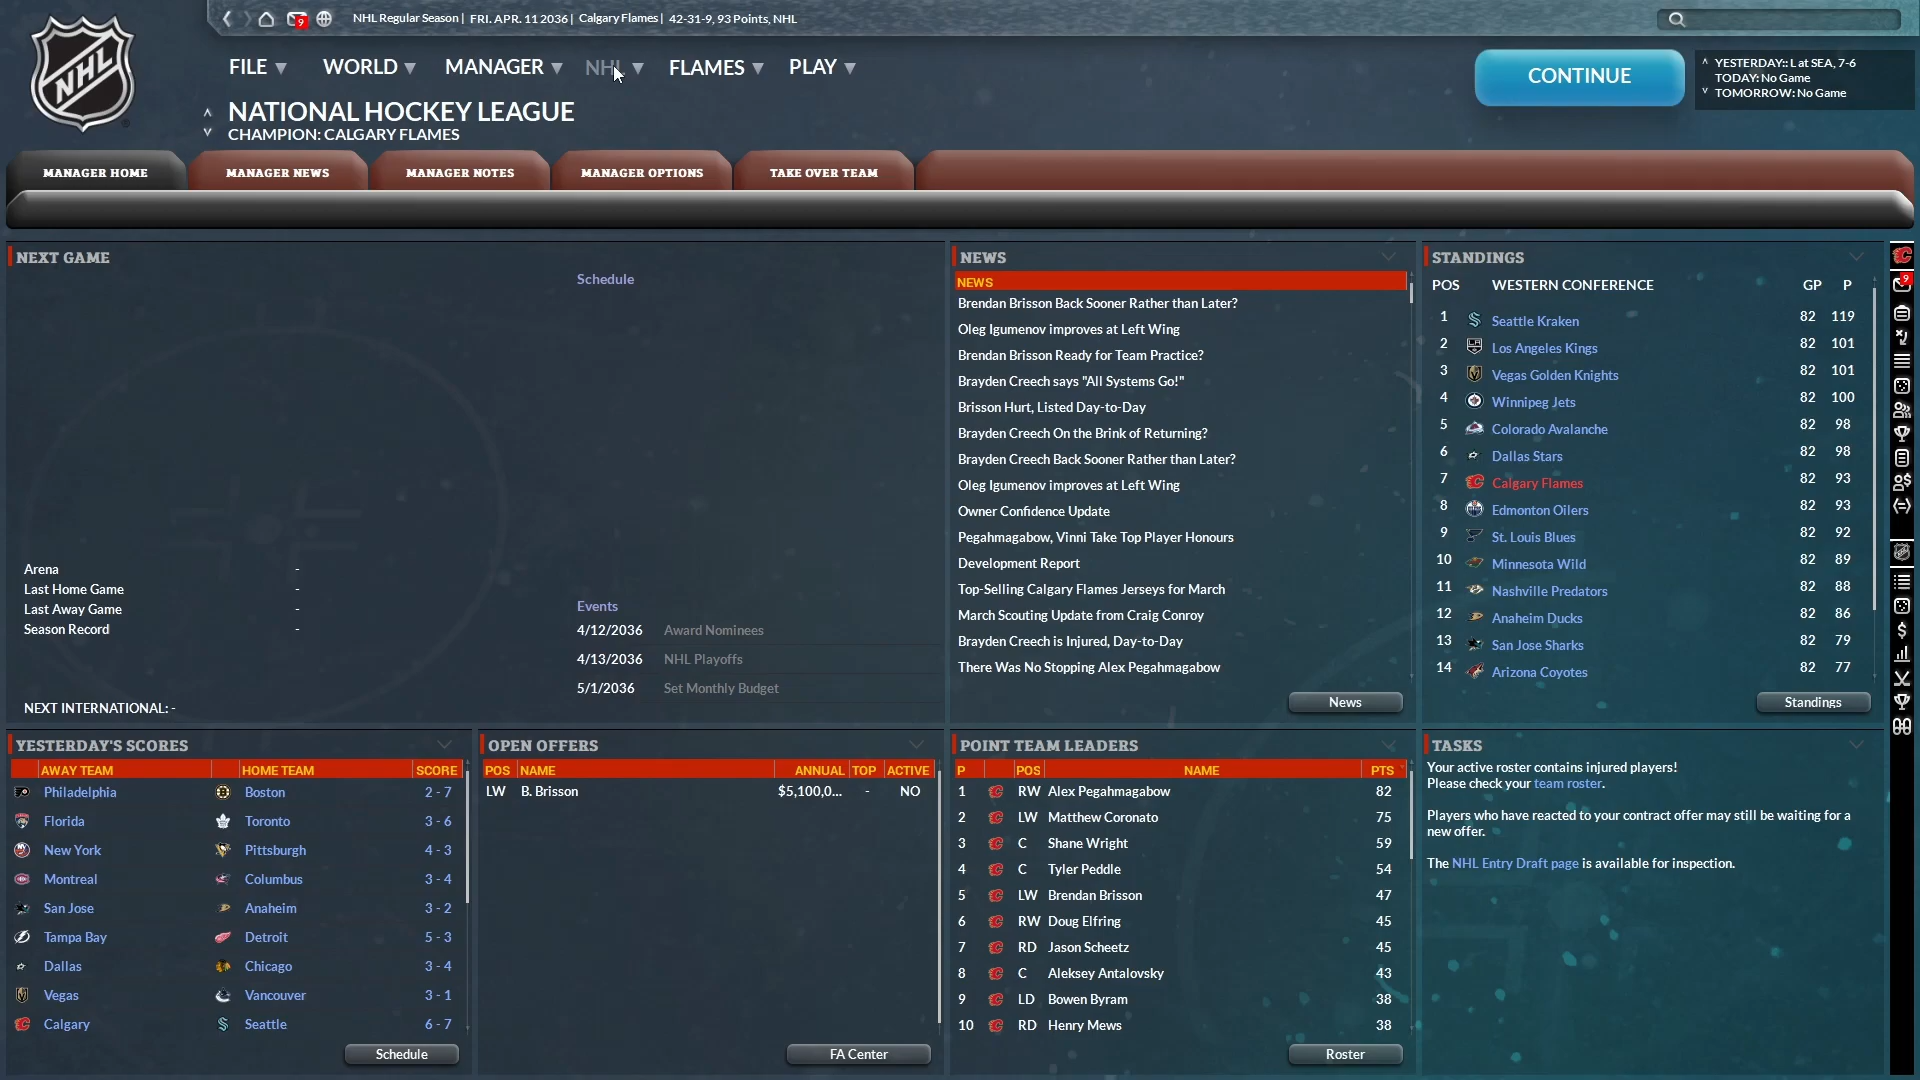 NHL Regular Season | FRI. APR. 11 2036 | Calgary Flames | 42-31-9, 93 Points, NHL
9
FILE WORLD MANAGER NHL FLAMES PLAY
CONTINUE
YESTERDAY:: L at SEA, 7-6
TODAY: No Game
TOMORROW: No Game
NHL
NATIONAL HOCKEY LEAGUE
CHAMPION: CALGARY FLAMES
MANAGER HOME MANAGER NEWS MANAGER NOTES MANAGER OPTIONS TAKE OVER TEAM
NEXT GAME
Schedule
Arena -
Last Home Game -
Last Away Game -
Season Record -
Events
4/12/2036 Award Nominees
4/13/2036 NHL Playoffs
5/1/2036 Set Monthly Budget
NEXT INTERNATIONAL: -
NEWS
NEWS
Brendan Brisson Back Sooner Rather than Later?
Oleg Igumenov improves at Left Wing
Brendan Brisson Ready for Team Practice?
Brayden Creech says "All Systems Go!"
Brisson Hurt, Listed Day-to-Day
Brayden Creech On the Brink of Returning?
Brayden Creech Back Sooner Rather than Later?
Oleg Igumenov improves at Left Wing
Owner Confidence Update
Pegahmagabow, Vinni Take Top Player Honours
Development Report
Top-Selling Calgary Flames Jerseys for March
March Scouting Update from Craig Conroy
Brayden Creech is Injured, Day-to-Day
There Was No Stopping Alex Pegahmagabow
News
STANDINGS
POS WESTERN CONFERENCE GP P
1 Seattle Kraken 82 119
2 Los Angeles Kings 82 101
3 Vegas Golden Knights 82 101
4 Winnipeg Jets 82 100
5 Colorado Avalanche 82 98
6 Dallas Stars 82 98
7 Calgary Flames 82 93
8 Edmonton Oilers 82 93
9 St. Louis Blues 82 92
10 Minnesota Wild 82 89
11 Nashville Predators 82 88
12 Anaheim Ducks 82 86
13 San Jose Sharks 82 79
14 Arizona Coyotes 82 77
Standings
9
YESTERDAY'S SCORES
AWAY TEAM HOME TEAM SCORE
Philadelphia Boston 2 - 7
Florida Toronto 3 - 6
New York Pittsburgh 4 - 3
Montreal Columbus 3 - 4
San Jose Anaheim 3 - 2
Tampa Bay Detroit 5 - 3
Dallas Chicago 3 - 4
Vegas Vancouver 3 - 1
Calgary Seattle 6 - 7
Schedule
OPEN OFFERS
POS NAME ANNUAL TOP ACTIVE
LW B. Brisson $5,100,0... - NO
FA Center
POINT TEAM LEADERS
P POS NAME PTS
1 RW Alex Pegahmagabow 82
2 LW Matthew Coronato 75
3 C Shane Wright 59
4 C Tyler Peddle 54
5 LW Brendan Brisson 47
6 RW Doug Elfring 45
7 RD Jason Scheetz 45
8 C Aleksey Antalovsky 43
9 LD Bowen Byram 38
10 RD Henry Mews 38
Roster
TASKS
Your active roster contains injured players!
Please check your team roster.
Players who have reacted to your contract offer may still be waiting for a
new offer.
The NHL Entry Draft page is available for inspection.